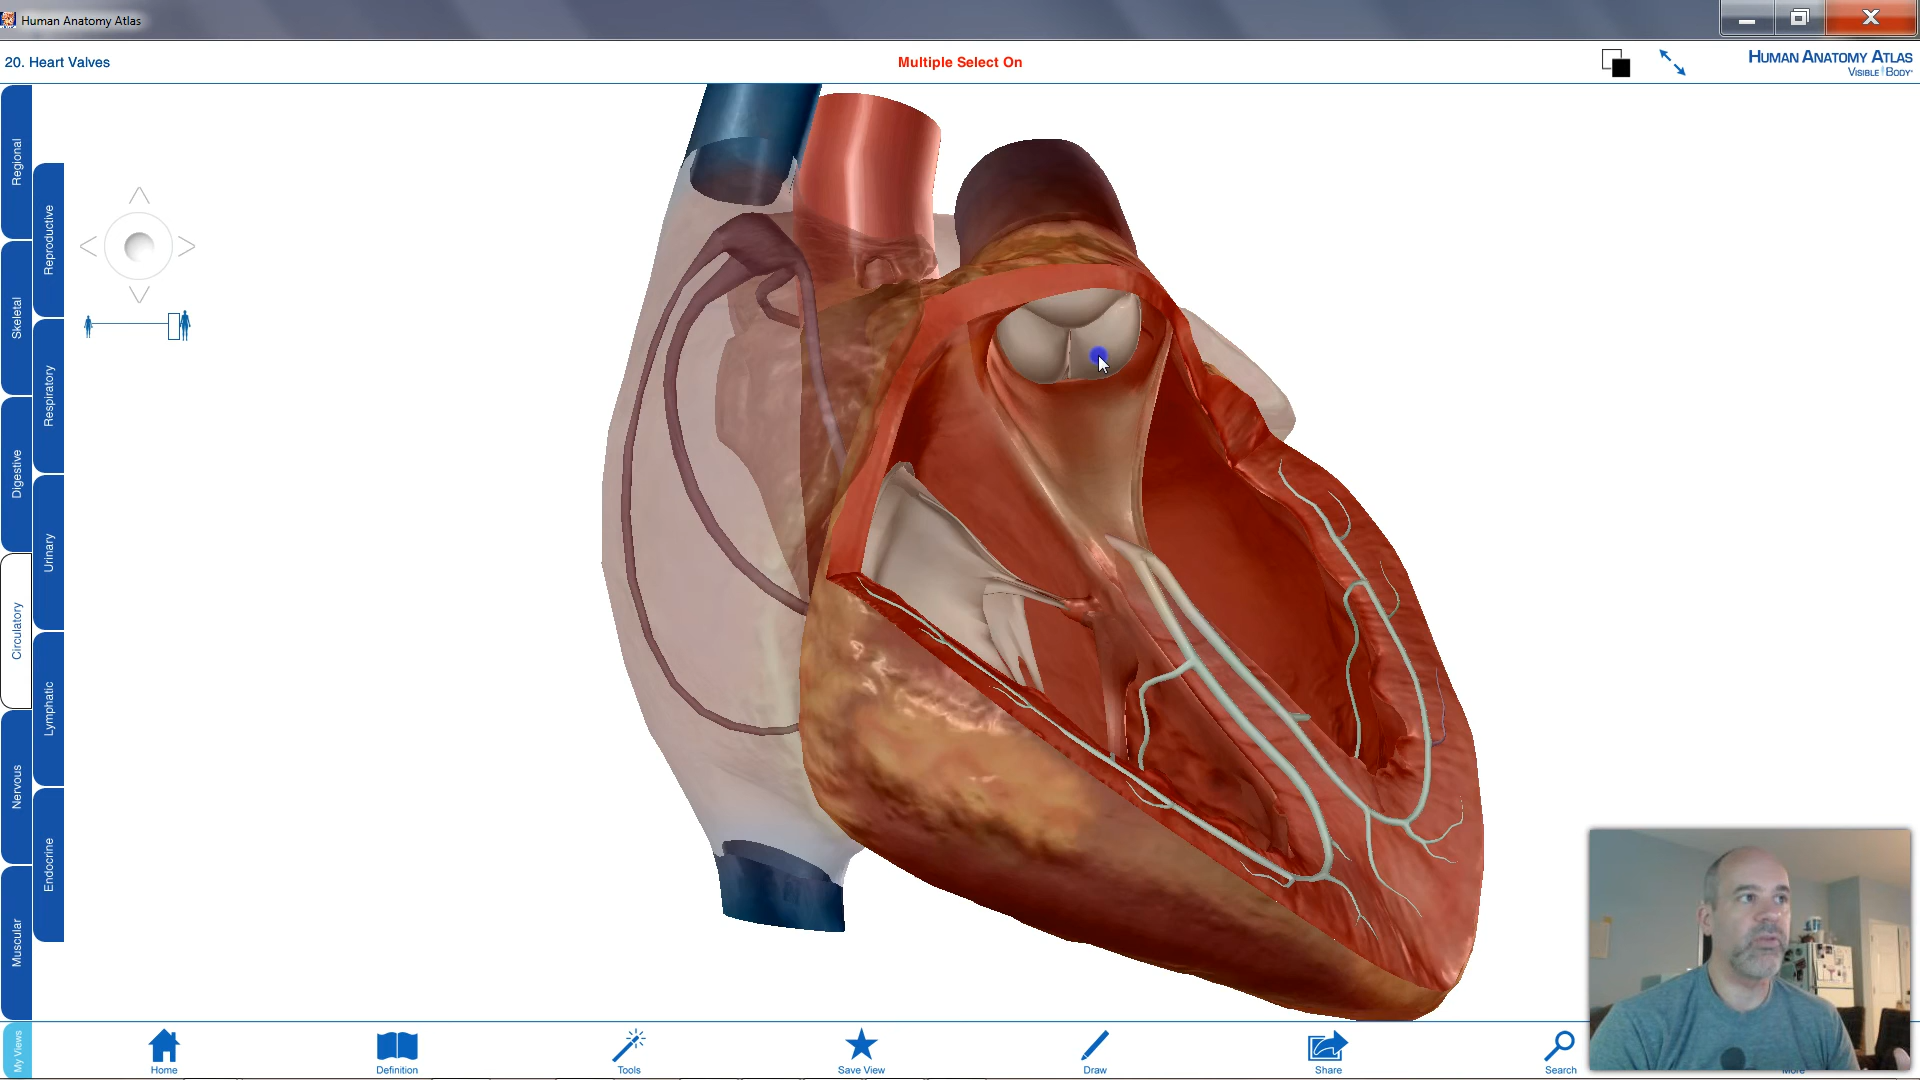 Human Anatomy Atlas
20. Heart Valves
Multiple Select On
HUMAN ANATOMY ATLAS
VISIBLE BODY®
Regional
Skeletal
Digestive
Circulatory
Nervous
Muscular
My Views
Reproductive
Respiratory
Urinary
Lymphatic
Endocrine
Home
Definition
Tools
Save View
Draw
Share
Search
More